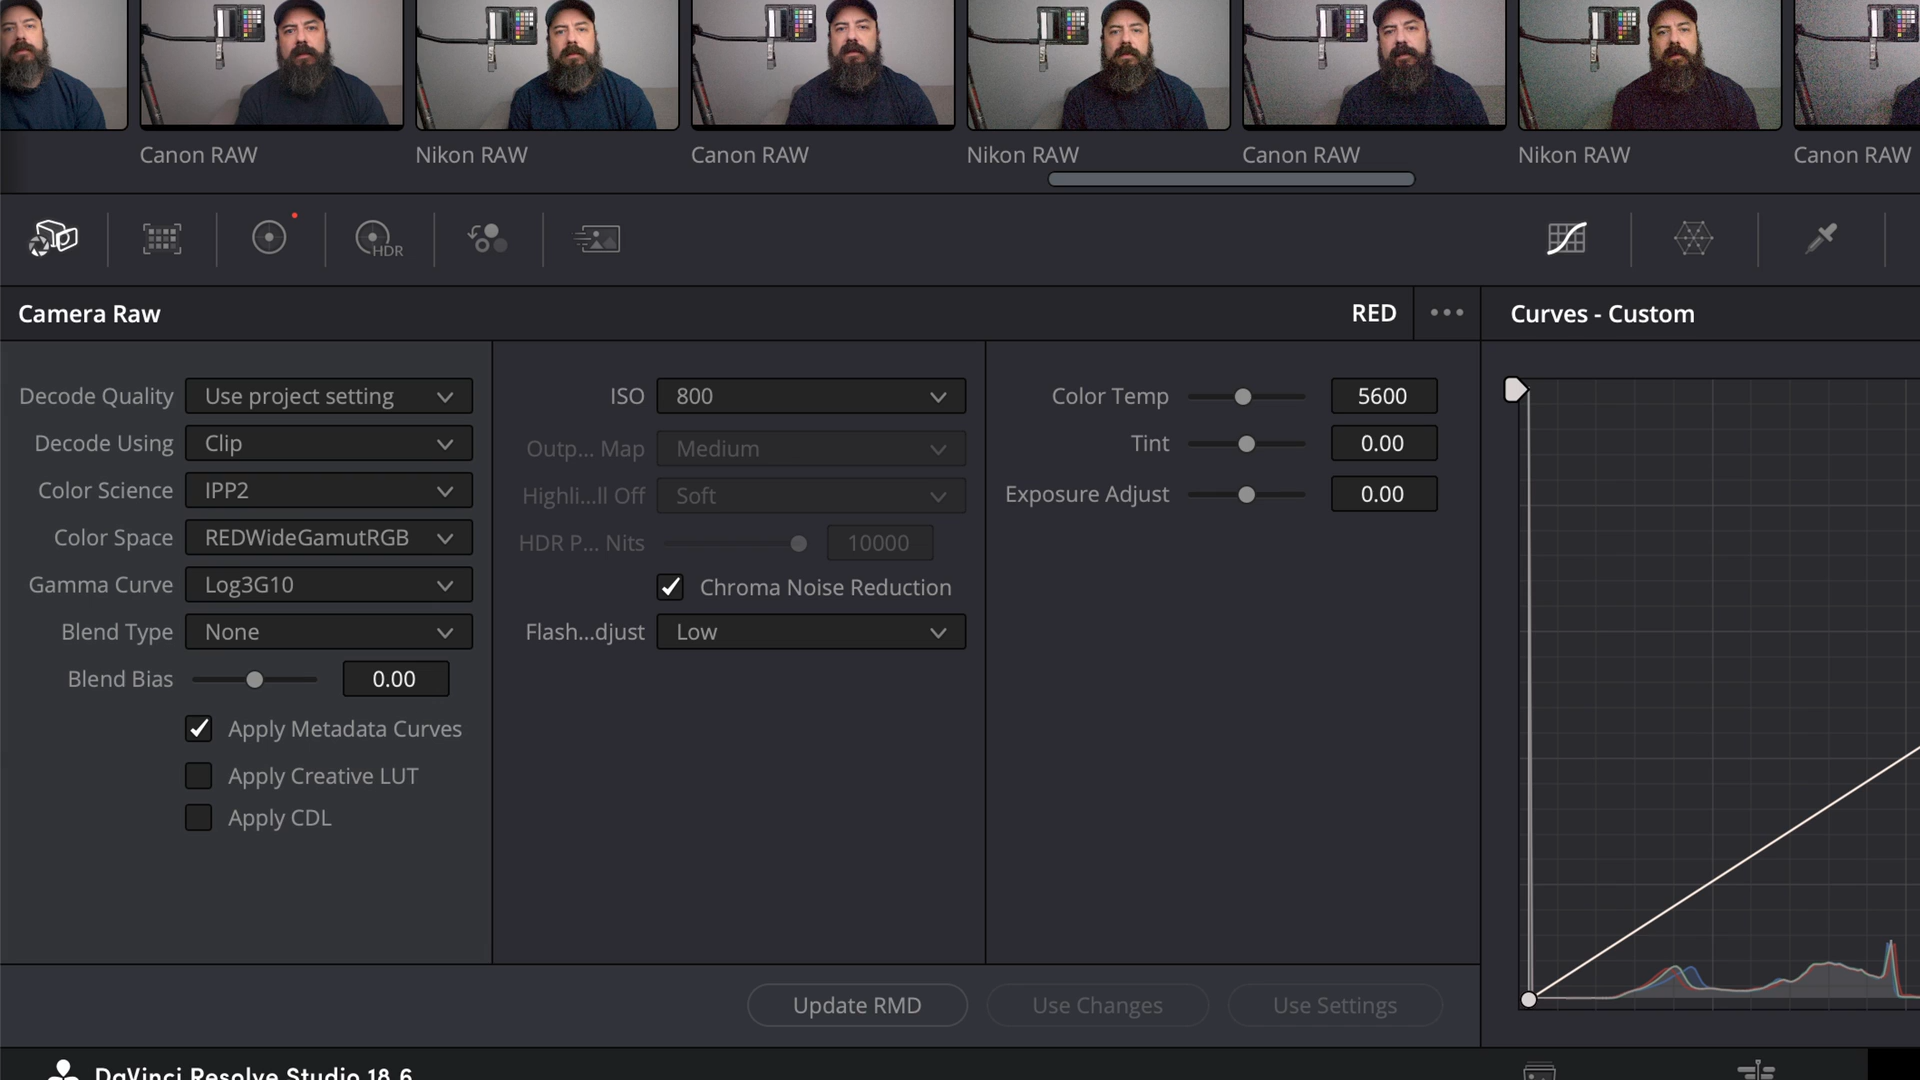 Canon RAW
Nikon RAW
Canon RAW
Nikon RAW
Canon RAW
Nikon RAW
Canon RAW
HDR
Camera Raw
RED
Curves - Custom
Decode Quality
Use project setting
Decode Using
Clip
Color Science
IPP2
Color Space
REDWideGamutRGB
Gamma Curve
Log3G10
Blend Type
None
Blend Bias
0.00
Apply Metadata Curves
Apply Creative LUT
Apply CDL
ISO
800
Outp... Map
Medium
Highli...ll Off
Soft
HDR P... Nits
10000
Chroma Noise Reduction
Flash...djust
Low
Color Temp
5600
Tint
0.00
Exposure Adjust
0.00
Update RMD
Use Changes
Use Settings
DaVinci Resolve Studio 18.6